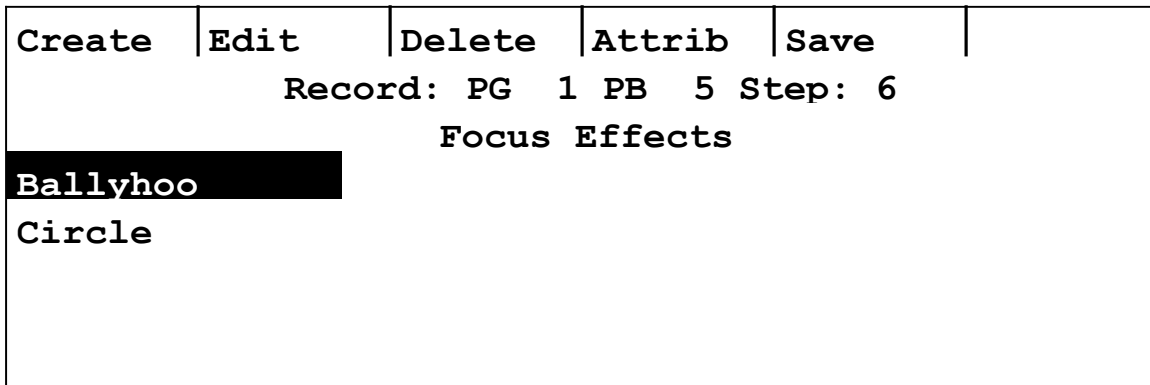 Create Edit Delete Attrib Save
Record: PG 1 PB 5 Step: 6
Focus Effects
Ballyhoo
Circle